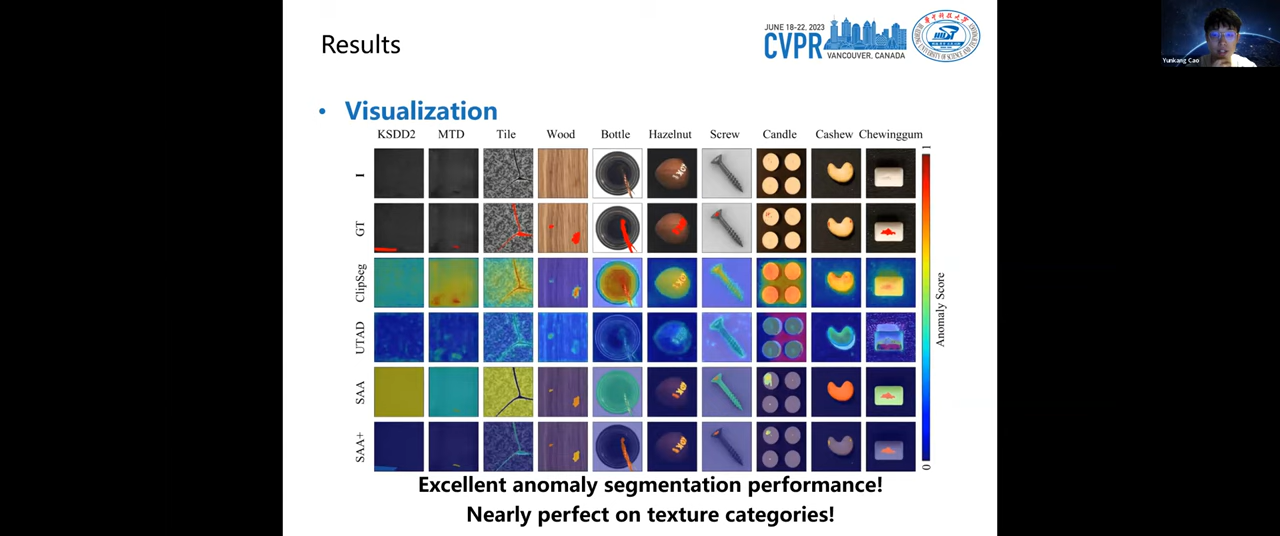 Results
JUNE 18-22, 2023
CVPR
VANCOUVER, CANADA
Yunkang Cao
• Visualization
KSDD2 MTD Tile Wood Bottle Hazelnut Screw Candle Cashew Chewinggum
I
GT
ClipSeg
UTAD
SAA
SAA+
1
Anomaly Score
0
Excellent anomaly segmentation performance!
Nearly perfect on texture categories!